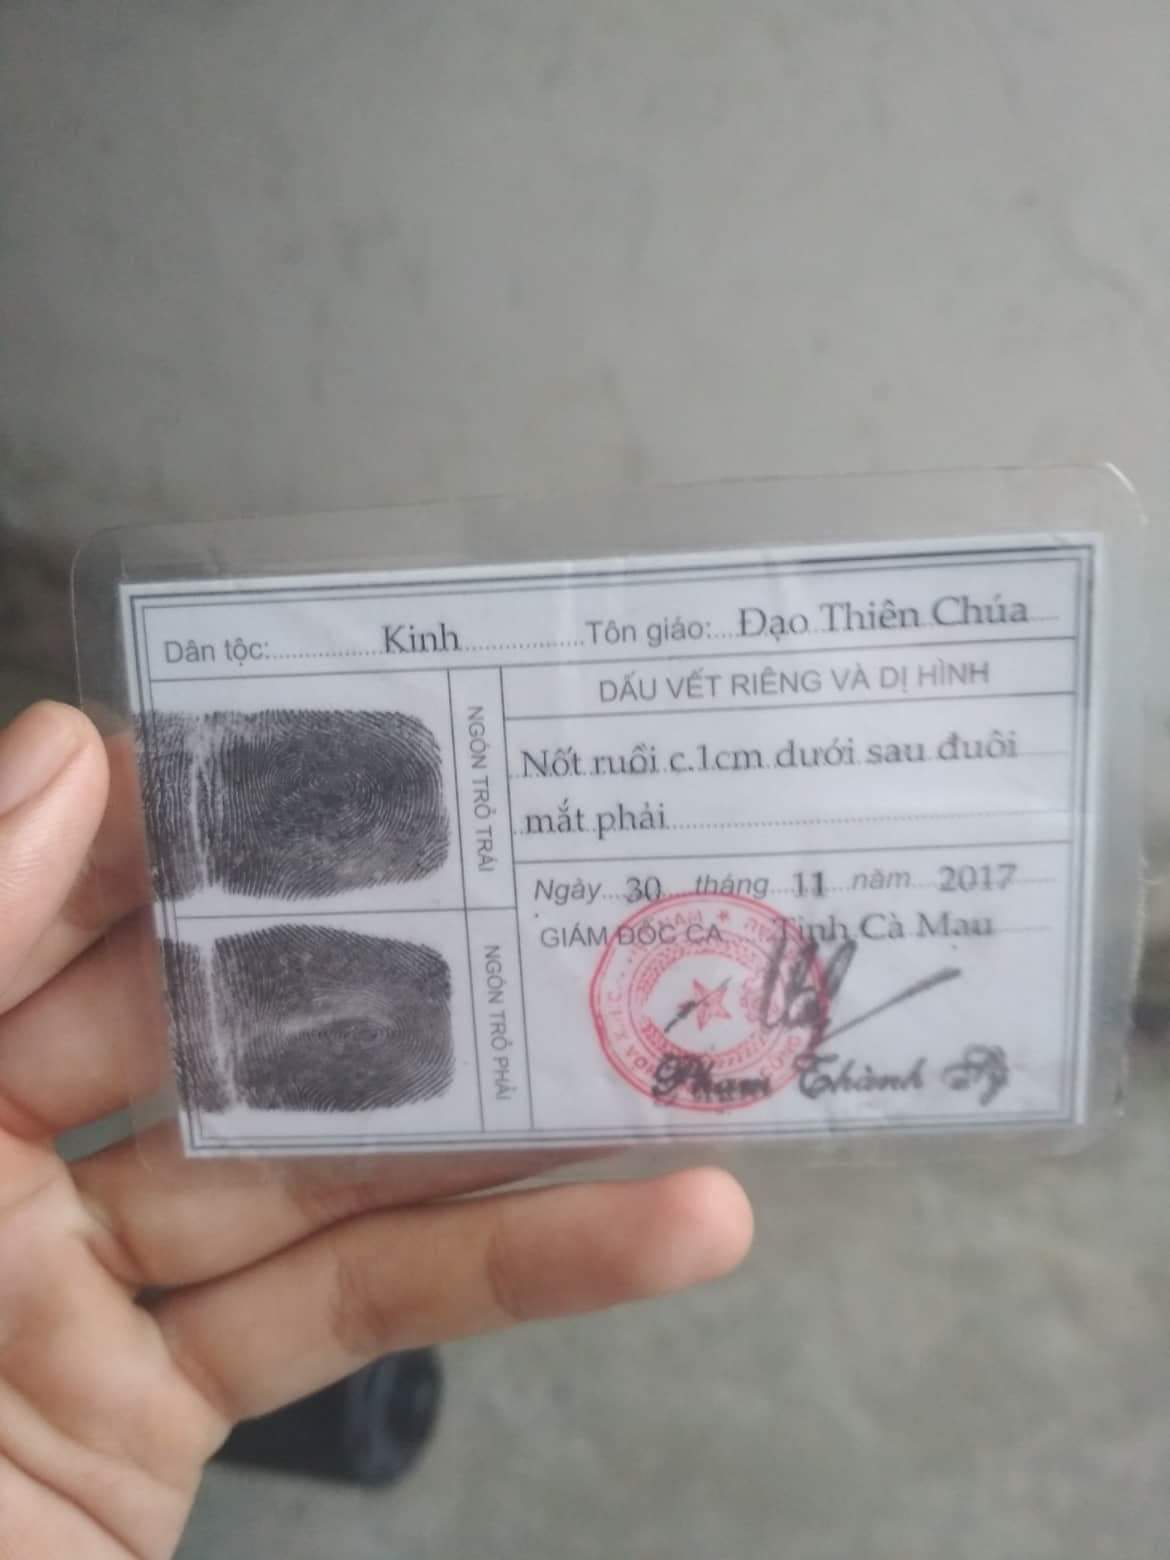 Dân tộc: Kinh Tôn giáo: Đạo Thiên Chúa
DẤU VẾT RIÊNG VÀ DỊ HÌNH
NGÓN TRỎ TRÁI
Nốt ruồi c.1cm dưới sau đuôi
mắt phải
Ngày 30 tháng 11 năm 2017
GIÁM ĐỐC CA Tỉnh Cà Mau
NGÓN TRỎ PHẢI
NAM
Phạm Thành Sỹ